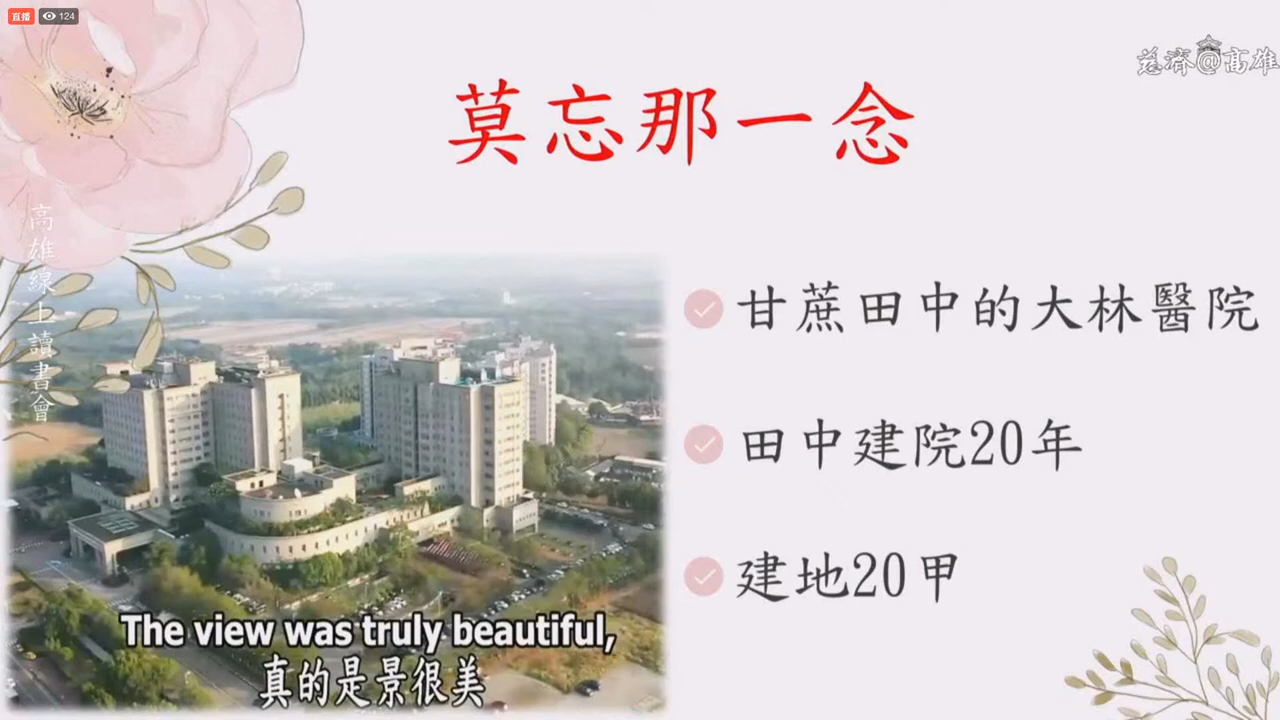 直播 124
慈濟@高雄
莫忘那一念
高雄線上讀書會
甘蔗田中的大林醫院
田中建院20年
建地20甲
The view was truly beautiful,
真的是景很美